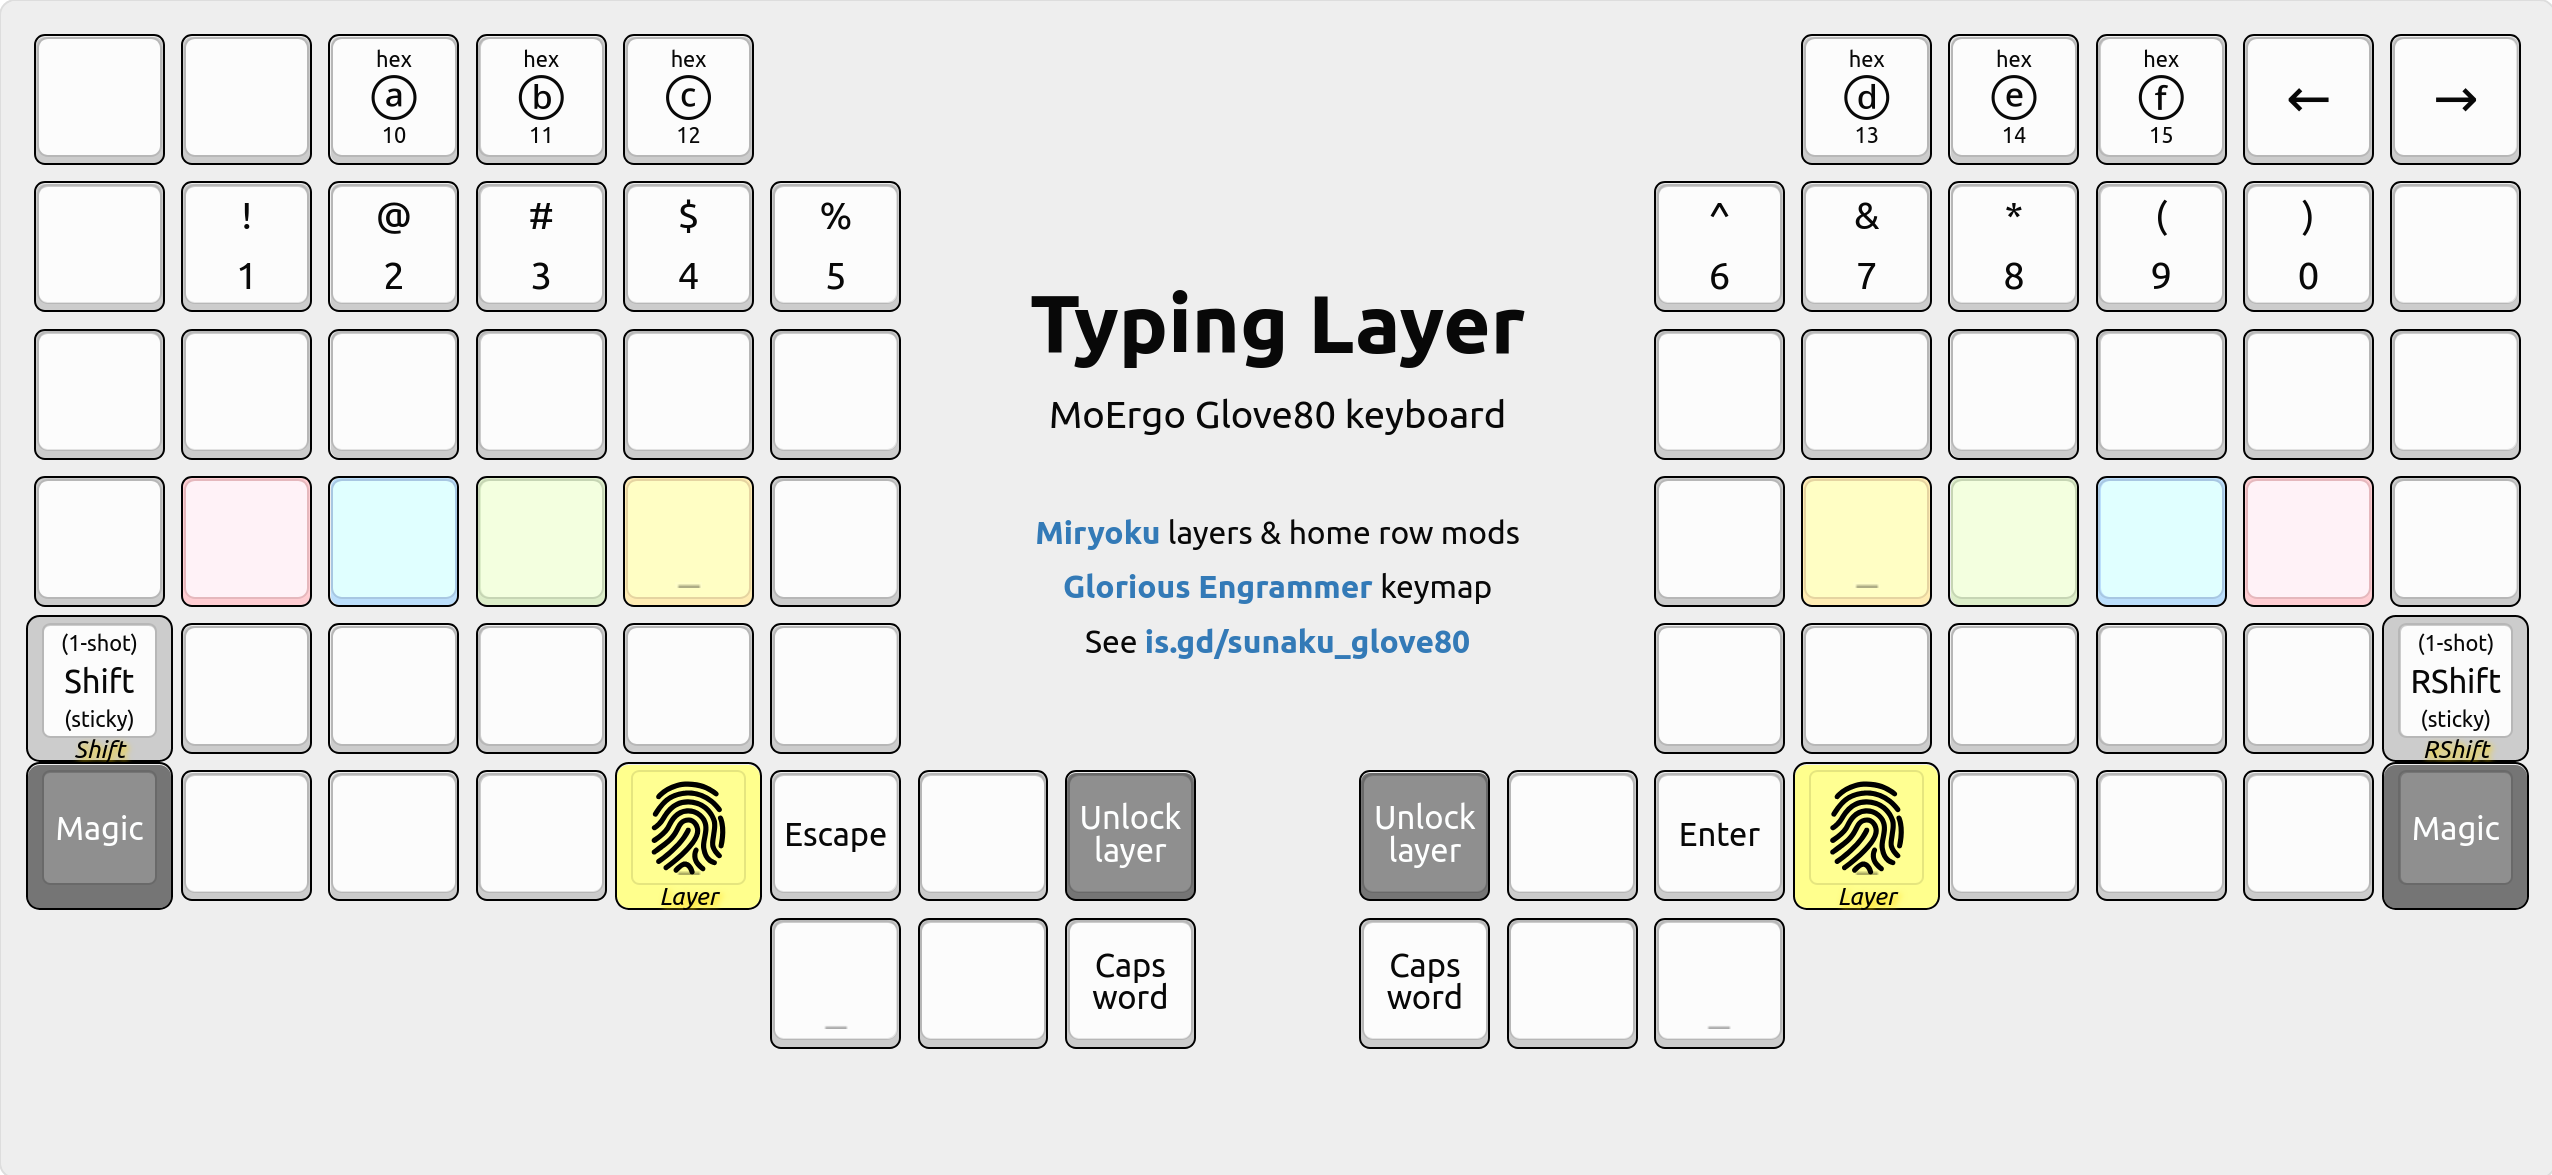 hex hex hex hex hex hex
ⓐ ⓑ ⓒ ⓓ ⓔ ⓕ ← →
10 11 12 13 14 15
! @ # $ % ^ & * ( )
1 2 3 4 5 6 7 8 9 0
Typing Layer
MoErgo Glove80 keyboard
Miryoku layers & home row mods
Glorious Engrammer keymap
See is.gd/sunaku_glove80
_ _
(1-shot) (1-shot)
Shift RShift
(sticky) (sticky)
Shift RShift
Magic Escape Unlock Unlock Enter Magic
layer layer
Layer Layer
Caps Caps
word word
_ _